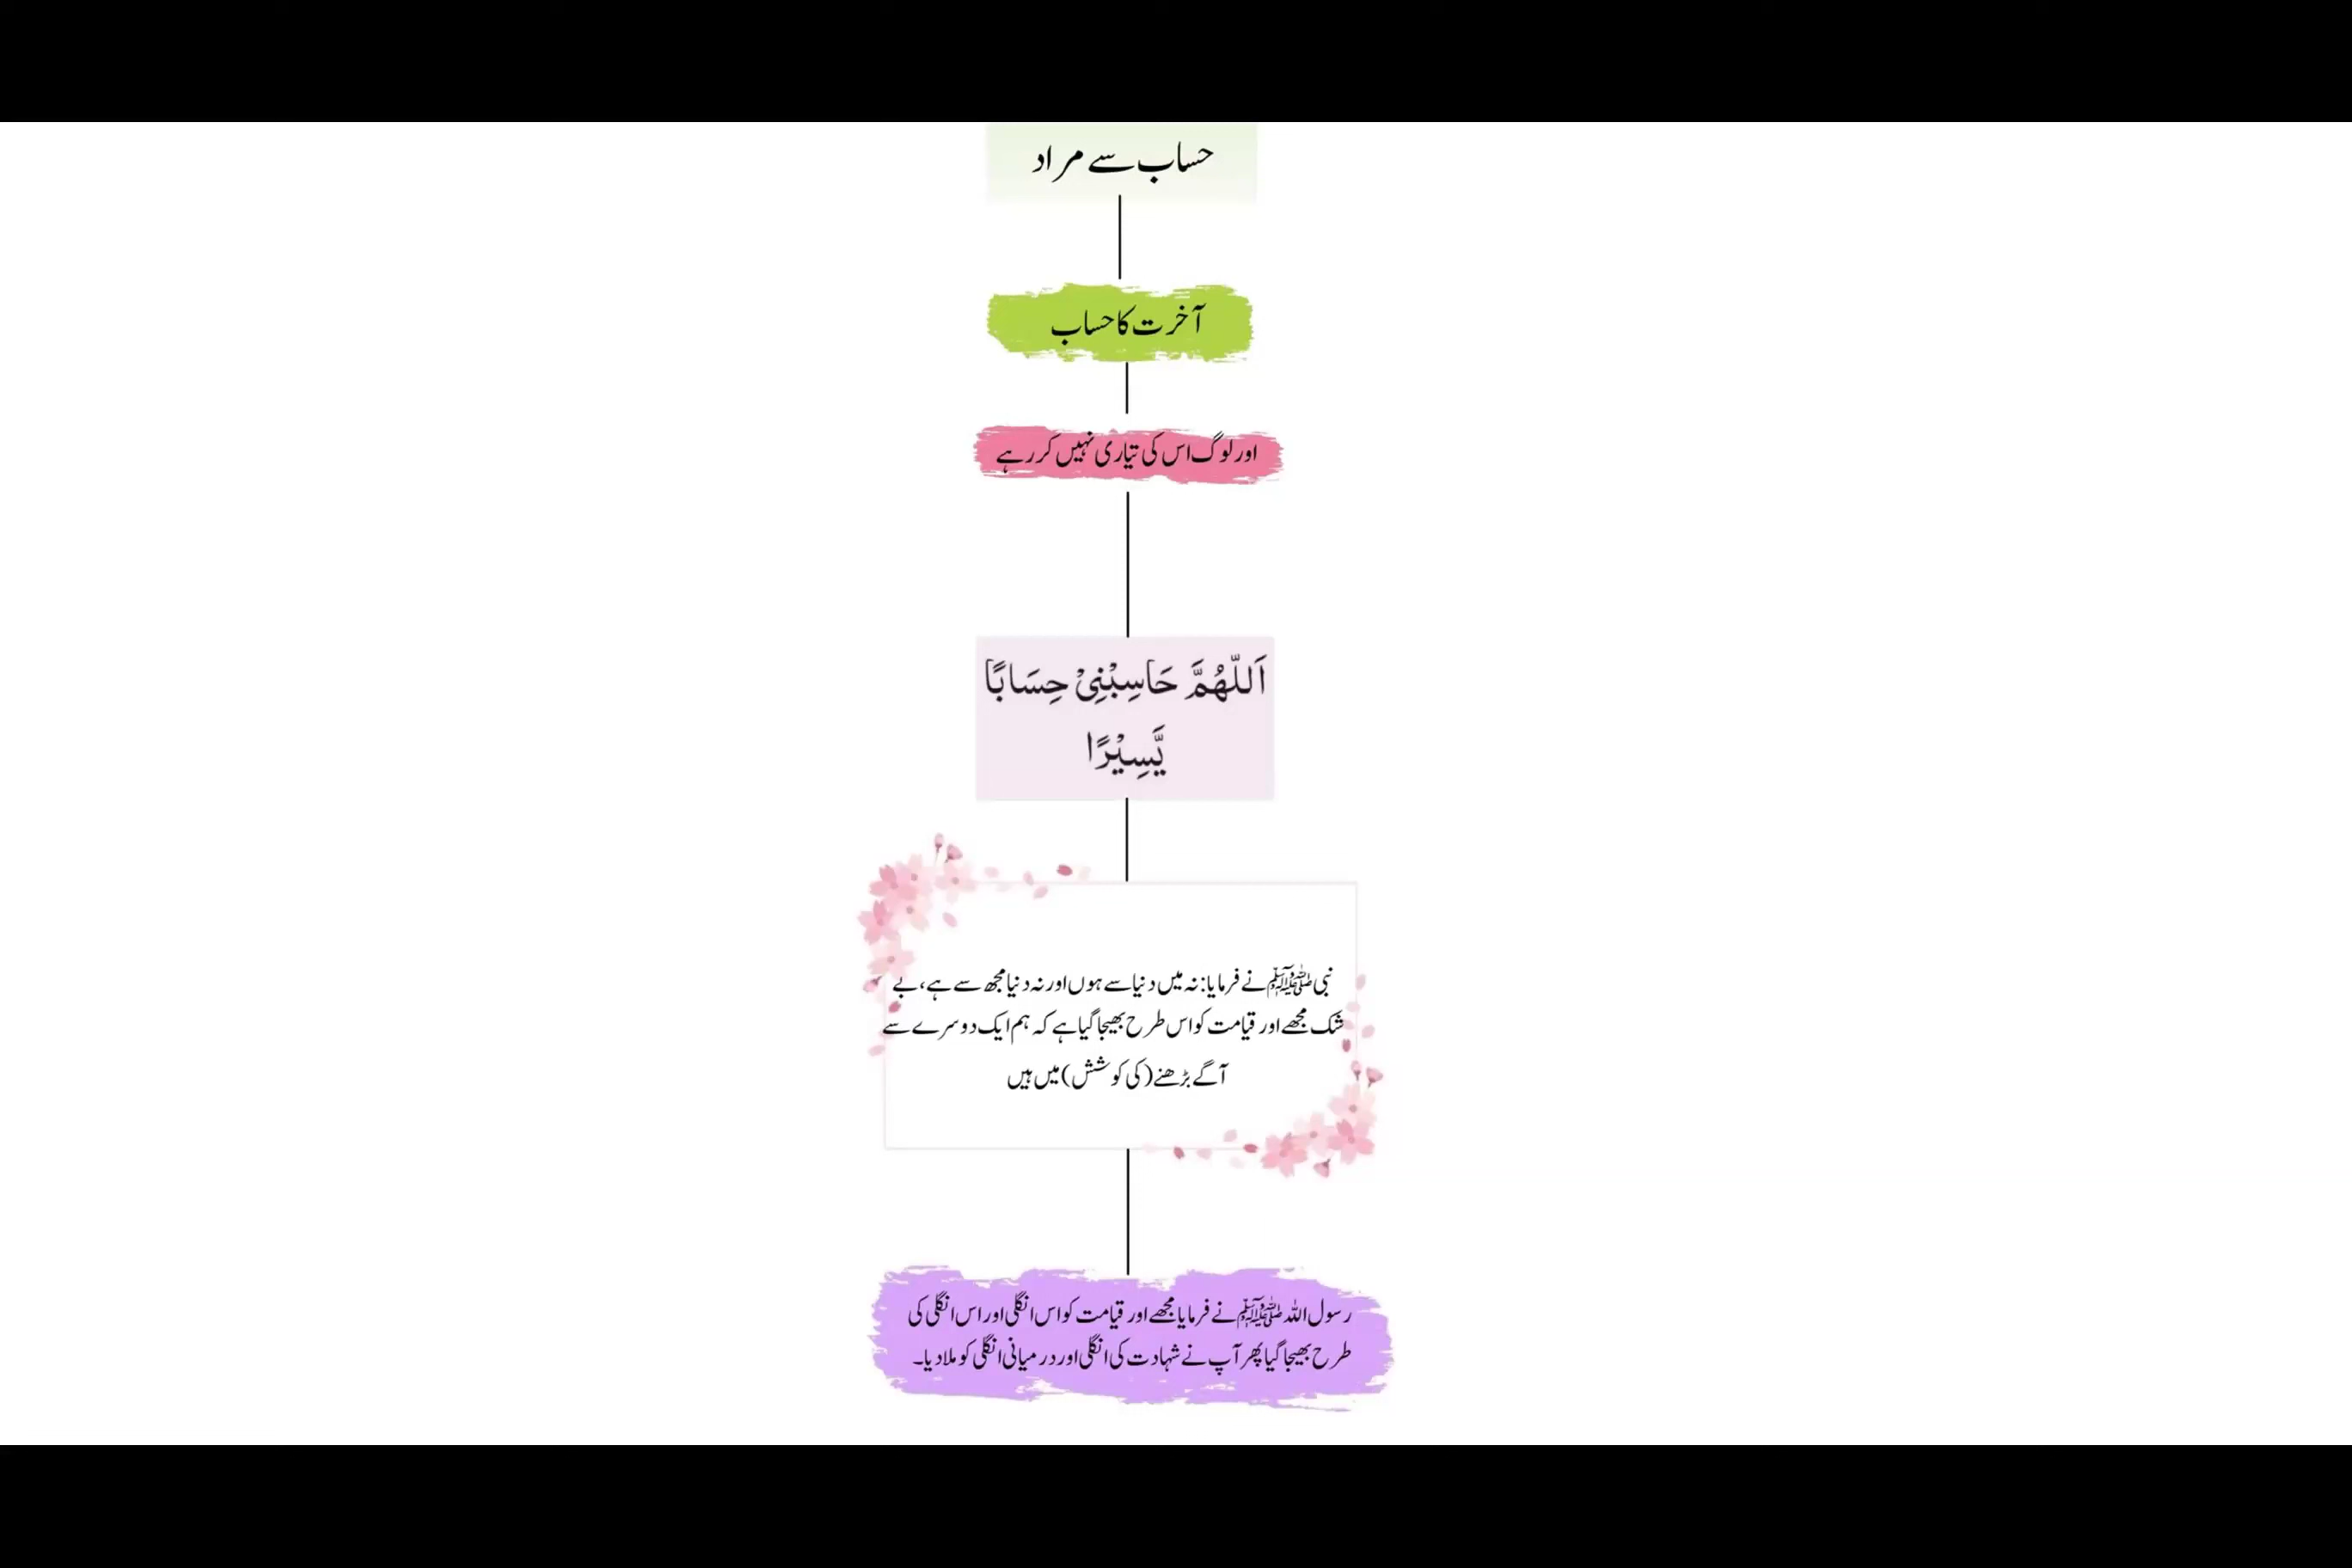 حساب سے مراد
آخرت کا حساب
اور لوگ اس کی تیاری نہیں کر رہے
اَللّٰهُمَّ حَاسِبْنِیْ حِسَابًا
یَّسِیْرًا
نبی ﷺ نے فرمایا: نہ میں دنیا سے ہوں اور نہ دنیا مجھ سے ہے، بے
شک مجھے اور قیامت کو اس طرح بھیجا گیا ہے کہ ہم ایک دوسرے سے
آگے بڑھنے (کی کوشش) میں ہیں
رسول اللہ ﷺ نے فرمایا مجھے اور قیامت کو اس انگلی اور اس انگلی کی
طرح بھیجا گیا پھر آپ نے شہادت کی انگلی اور درمیانی انگلی کو ملا دیا۔